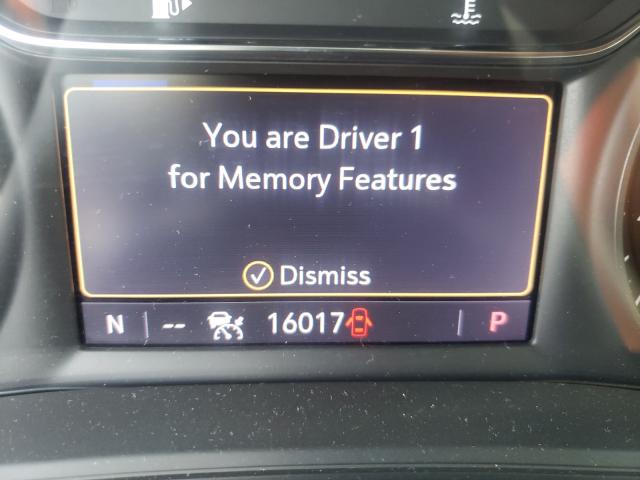 You are Driver 1
for Memory Features
Dismiss
N -- 16017 P